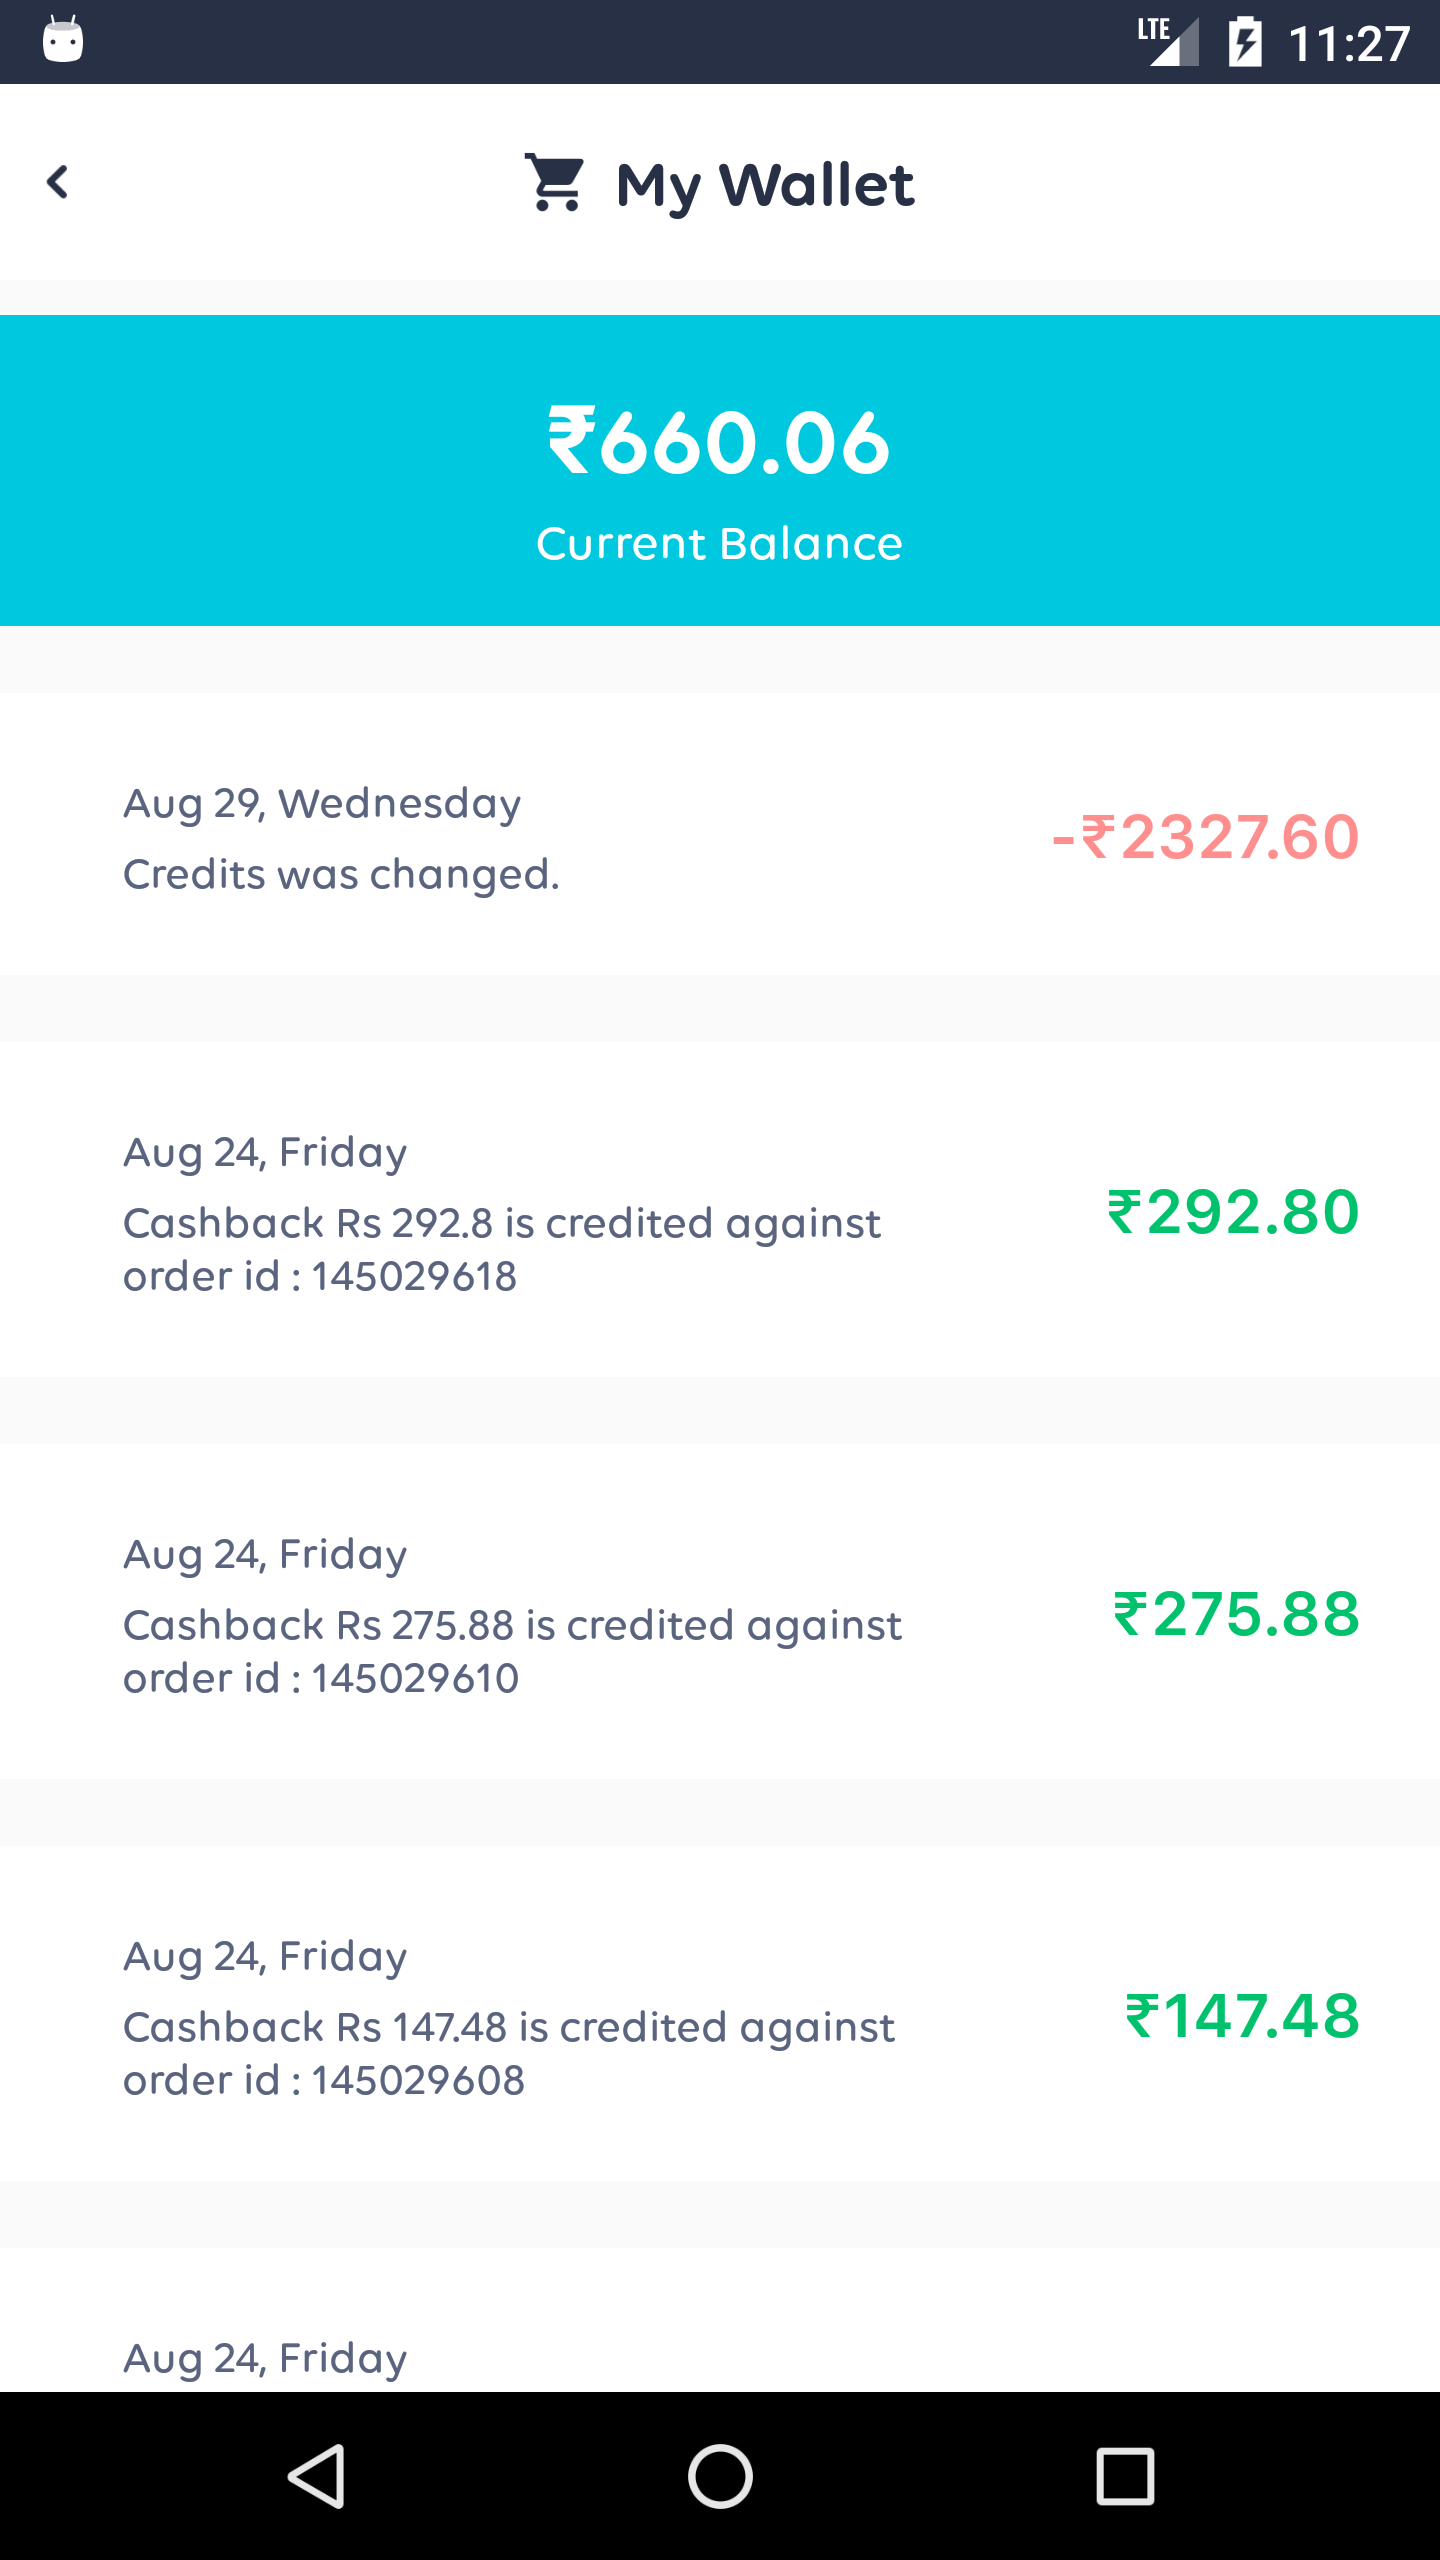 LTE 11:27
My Wallet
₹660.06
Current Balance
Aug 29, Wednesday
Credits was changed.
-₹2327.60
Aug 24, Friday
Cashback Rs 292.8 is credited against
order id : 145029618
₹292.80
Aug 24, Friday
Cashback Rs 275.88 is credited against
order id : 145029610
₹275.88
Aug 24, Friday
Cashback Rs 147.48 is credited against
order id : 145029608
₹147.48
Aug 24, Friday